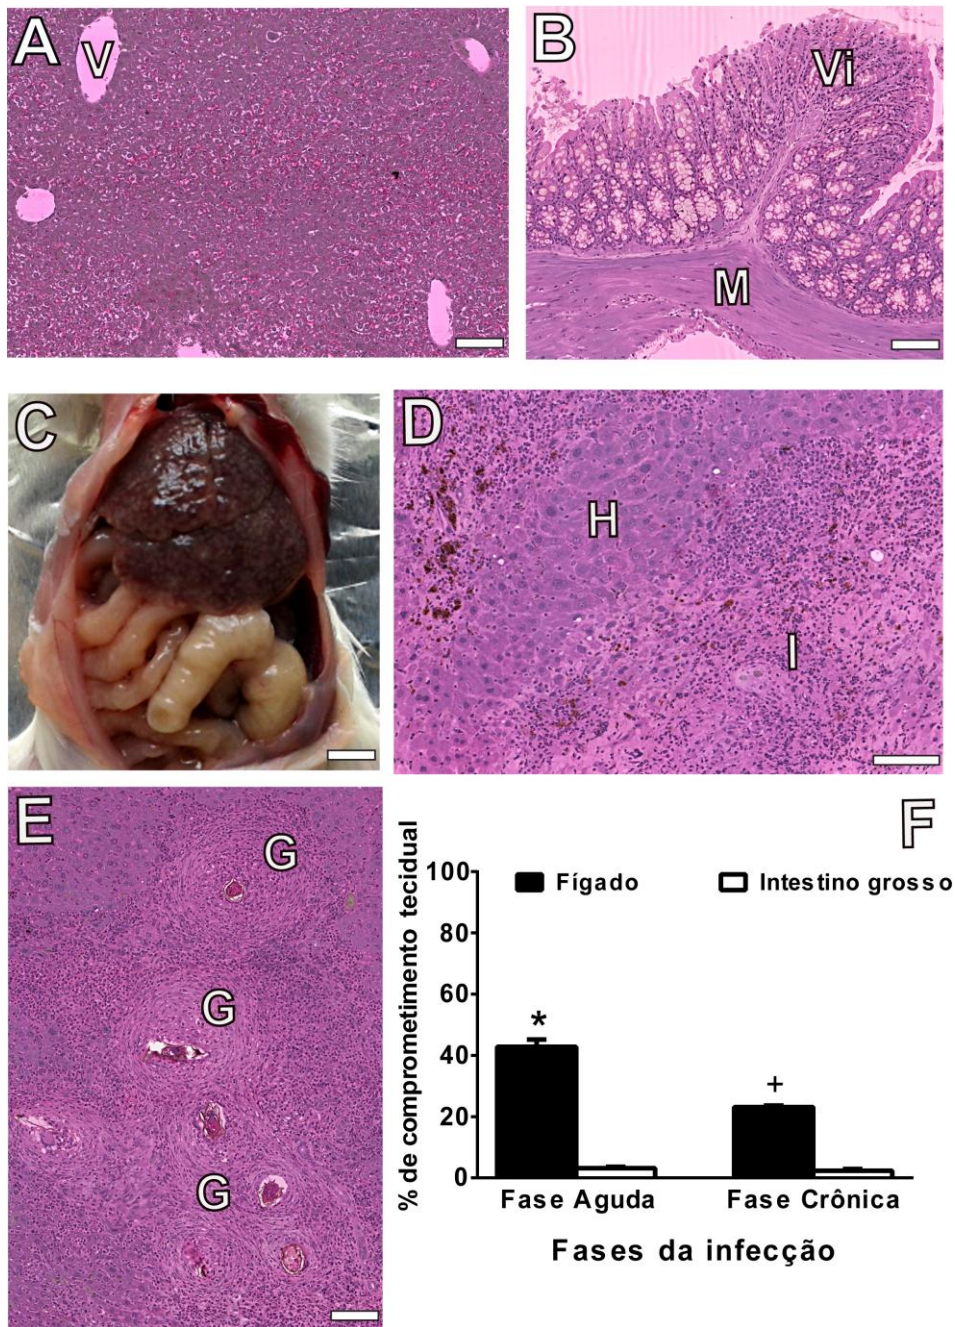 A
V
B
Vi
M
C
D
H
I
E
G
G
G
F
% de comprometimento tecidual
100
80
60
40
20
0
Fígado
Intestino grosso
*
+
Fase Aguda
Fase Crônica
Fases da infecção